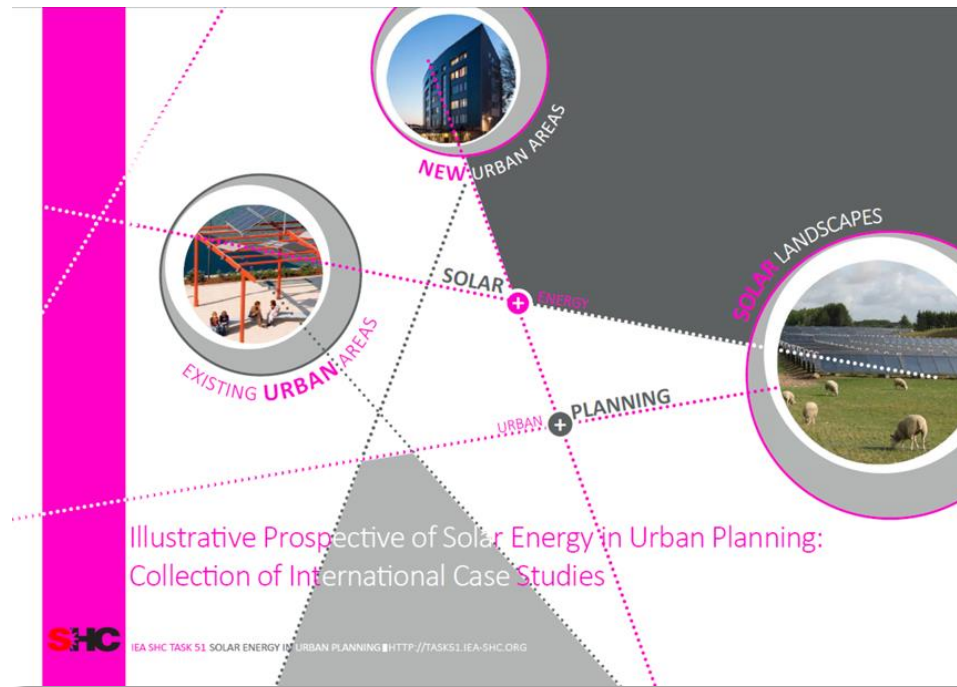 NEW URBAN AREAS
SOLAR LANDSCAPES
SOLAR
ENERGY
EXISTING URBAN AREAS
URBAN
PLANNING
Illustrative Prospective of Solar Energy in Urban Planning:
Collection of International Case Studies
SHC
IEA SHC TASK 51 SOLAR ENERGY IN URBAN PLANNING HTTP://TASK51.IEA-SHC.ORG